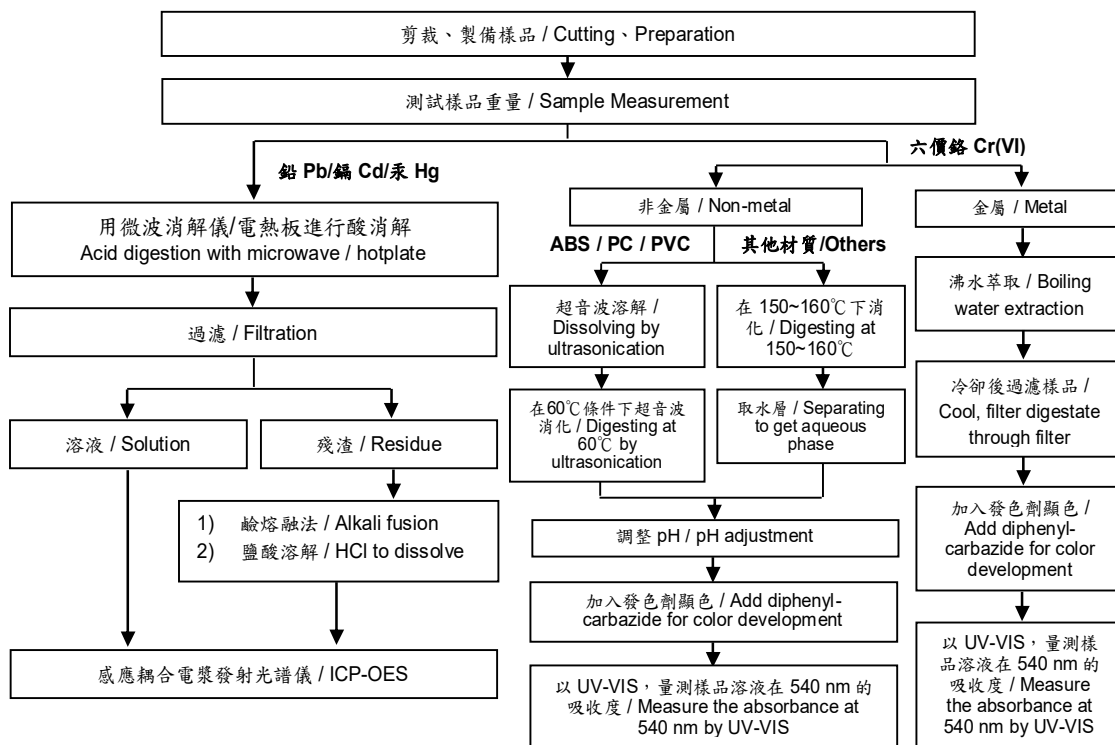 剪裁、製備樣品 / Cutting、Preparation
測試樣品重量 / Sample Measurement
鉛 Pb/鎘 Cd/汞 Hg
六價鉻 Cr(VI)
用微波消解儀/電熱板進行酸消解
Acid digestion with microwave / hotplate
過濾 / Filtration
溶液 / Solution
殘渣 / Residue
1) 鹼熔融法 / Alkali fusion
2) 鹽酸溶解 / HCl to dissolve
感應耦合電漿發射光譜儀 / ICP-OES
非金屬 / Non-metal
ABS / PC / PVC
其他材質/Others
超音波溶解 /
Dissolving by
ultrasonication
在 150~160℃下消
化 / Digesting at
150~160℃
在60℃條件下超音波
消化 / Digesting at
60℃ by
ultrasonication
取水層 / Separating
to get aqueous
phase
調整 pH / pH adjustment
加入發色劑顯色 / Add diphenyl-
carbazide for color development
以 UV-VIS，量測樣品溶液在 540 nm 的
吸收度 / Measure the absorbance at
540 nm by UV-VIS
金屬 / Metal
沸水萃取 / Boiling
water extraction
冷卻後過濾樣品 /
Cool, filter digestate
through filter
加入發色劑顯色 /
Add diphenyl-
carbazide for color
development
以 UV-VIS，量測樣
品溶液在 540 nm 的
吸收度 / Measure
the absorbance at
540 nm by UV-VIS